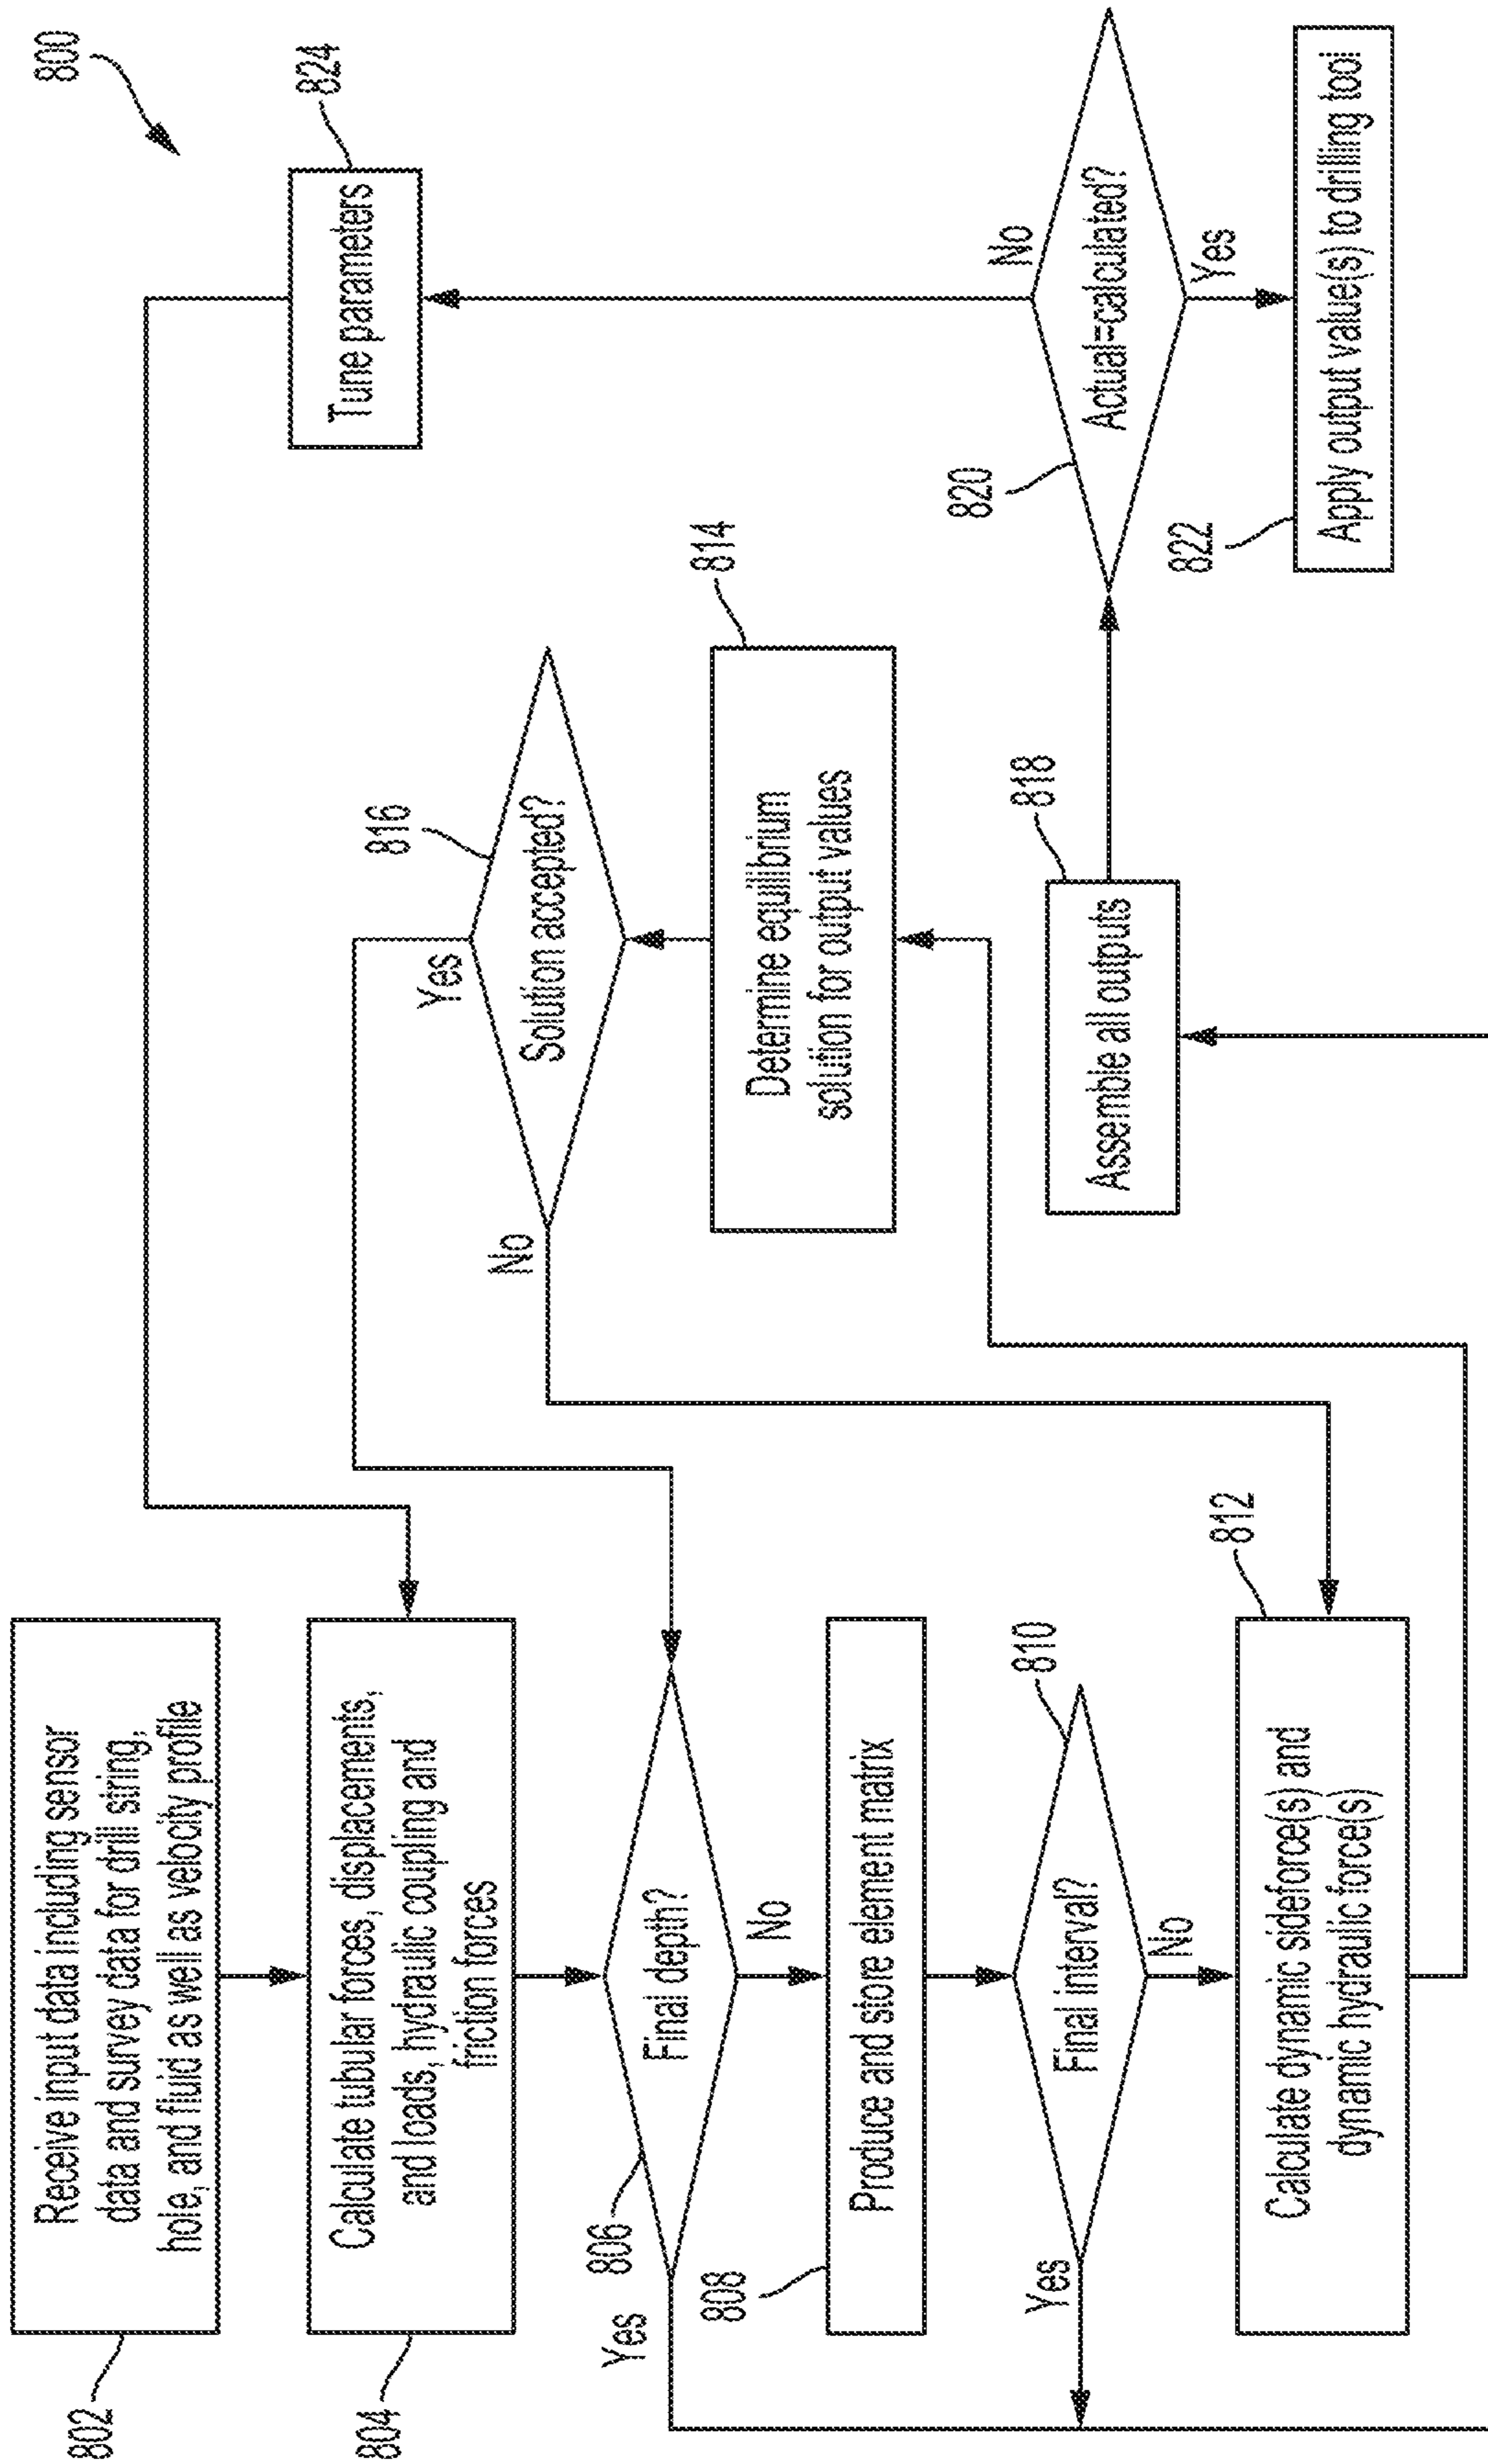 800
802
Receive input data including sensor
data and survey data for drill string,
hole, and fluid as well as velocity profile
804
Calculate tubular forces, displacements,
and loads, hydraulic coupling and
friction forces
806
Final depth?
Yes
No
808
Produce and store element matrix
810
Final interval?
Yes
No
812
Calculate dynamic sideforce(s) and
dynamic hydraulic force(s)
814
Determine equilibrium
solution for output values
816
Solution accepted?
Yes
No
818
Assemble all outputs
820
Actual=calculated?
No
Yes
822
Apply output value(s) to drilling tool
824
Tune parameters